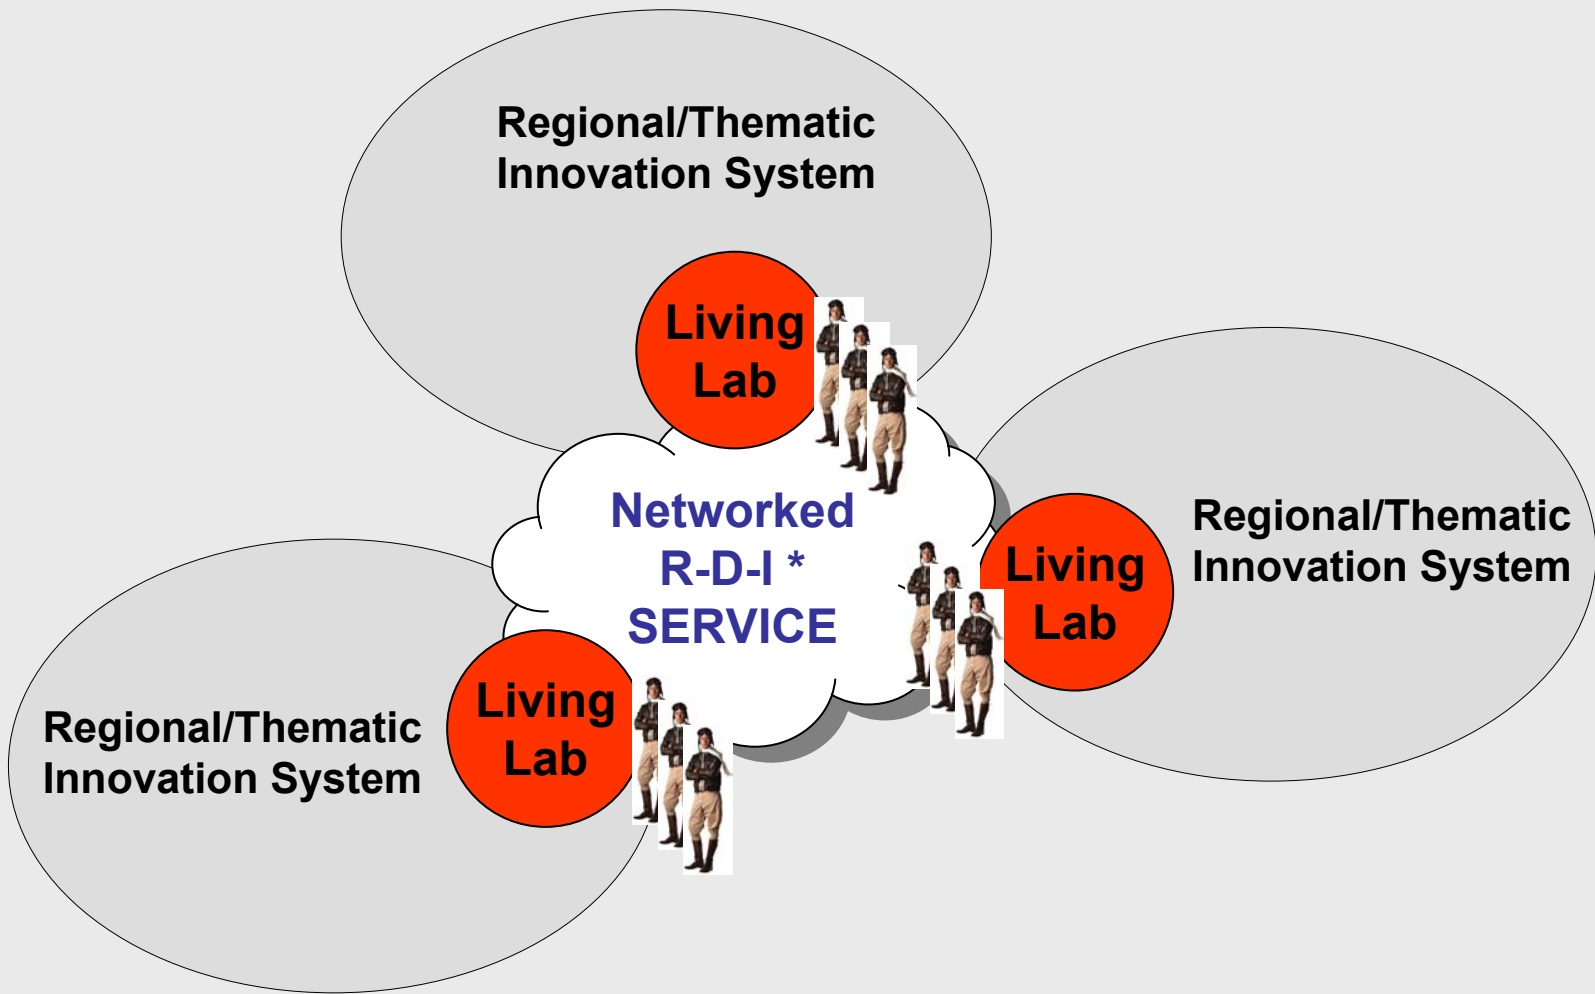 Regional/Thematic
Innovation System
Living
Lab
Networked
R-D-I *
SERVICE
Living
Lab
Regional/Thematic
Innovation System
Regional/Thematic
Innovation System
Living
Lab